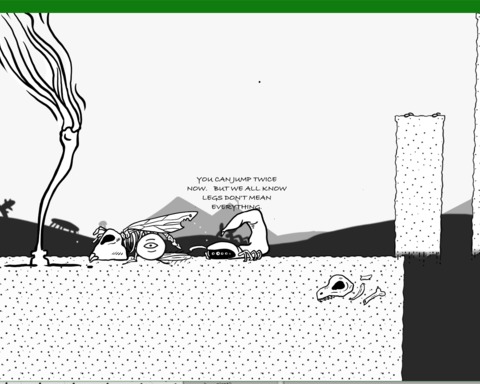 YOU CAN JUMP TWICE
NOW. BUT WE ALL KNOW
LEGS DON'T MEAN
EVERYTHING.